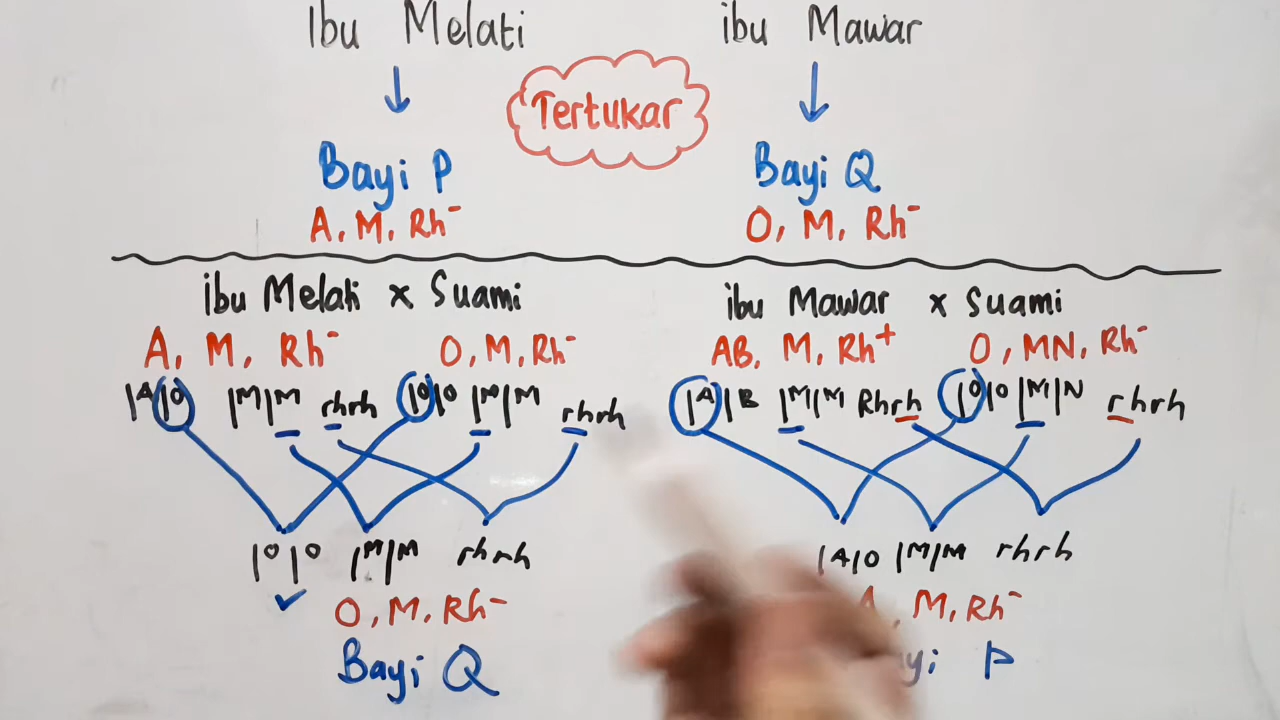 Ibu Melati
ibu Mawar
Tertukar
Bayi P
A, M, Rh⁻
Bayi Q
O, M, Rh⁻
ibu Melati × Suami
A, M, Rh⁻ O, M, Rh⁻
IᴬIᴼ IᴹIᴹ rhrh IᴼIᴼ IᴹIᴹ rhrh
IᴼIᴼ IᴹIᴹ rhrh
✓ O, M, Rh⁻
Bayi Q
ibu Mawar × Suami
AB, M, Rh⁺ O, MN, Rh⁻
IᴬIᴮ IᴹIᴹ Rhrh IᴼIᴼ IᴹIᴺ rhrh
IᴬIᴼ IᴹIᴹ rhrh
M, Rh⁻
P